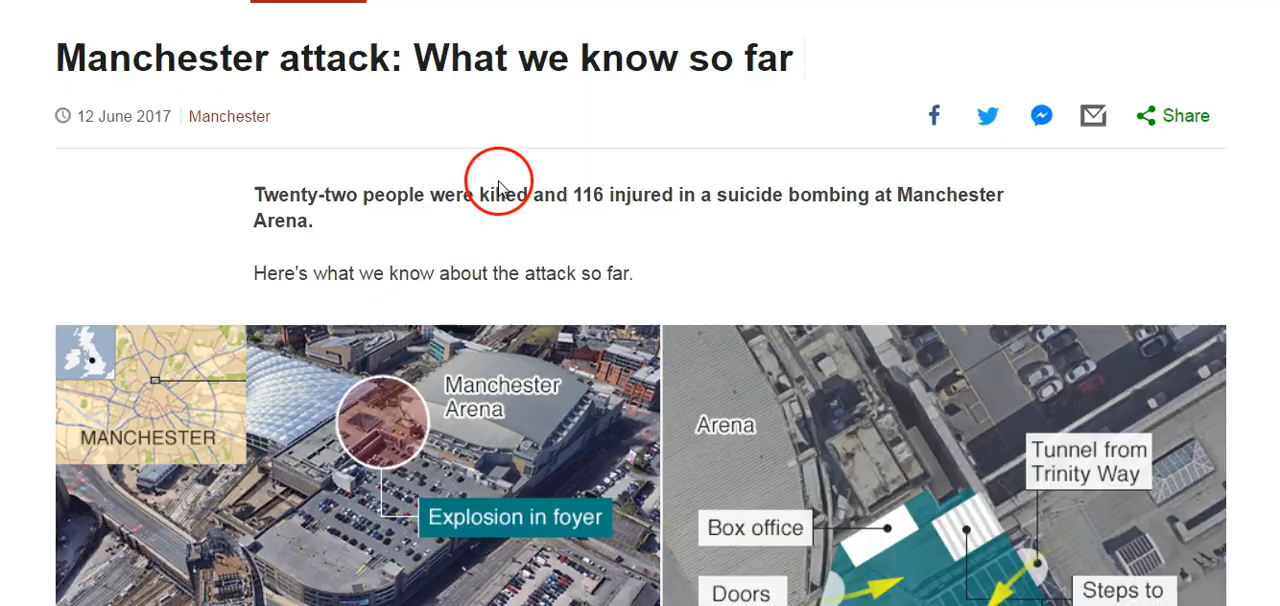 Manchester attack: What we know so far
12 June 2017 Manchester
Share
Twenty-two people were killed and 116 injured in a suicide bombing at Manchester
Arena.
Here's what we know about the attack so far.
MANCHESTER
Manchester
Arena
Explosion in foyer
Arena
Tunnel from
Trinity Way
Box office
Doors
Steps to